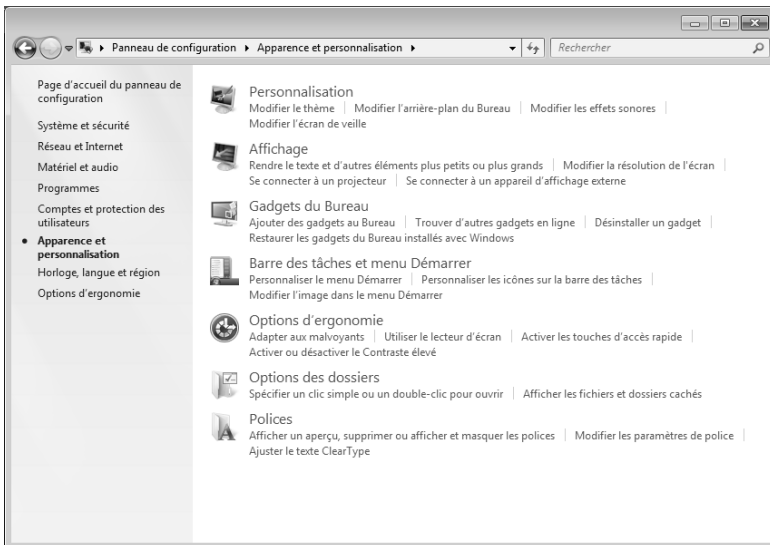 Panneau de configuration Apparence et personnalisation Rechercher
Page d'accueil du panneau de
configuration
Système et sécurité
Réseau et Internet
Matériel et audio
Programmes
Comptes et protection des
utilisateurs
Apparence et
personnalisation
Horloge, langue et région
Options d'ergonomie
Personnalisation
Modifier le thème Modifier l'arrière-plan du Bureau Modifier les effets sonores
Modifier l'écran de veille
Affichage
Rendre le texte et d'autres éléments plus petits ou plus grands Modifier la résolution de l'écran
Se connecter à un projecteur Se connecter à un appareil d'affichage externe
Gadgets du Bureau
Ajouter des gadgets au Bureau Trouver d'autres gadgets en ligne Désinstaller un gadget
Restaurer les gadgets du Bureau installés avec Windows
Barre des tâches et menu Démarrer
Personnaliser le menu Démarrer Personnaliser les icônes sur la barre des tâches
Modifier l'image dans le menu Démarrer
Options d'ergonomie
Adapter aux malvoyants Utiliser le lecteur d'écran Activer les touches d'accès rapide
Activer ou désactiver le Contraste élevé
Options des dossiers
Spécifier un clic simple ou un double-clic pour ouvrir Afficher les fichiers et dossiers cachés
Polices
Afficher un aperçu, supprimer ou afficher et masquer les polices Modifier les paramètres de police
Ajuster le texte ClearType